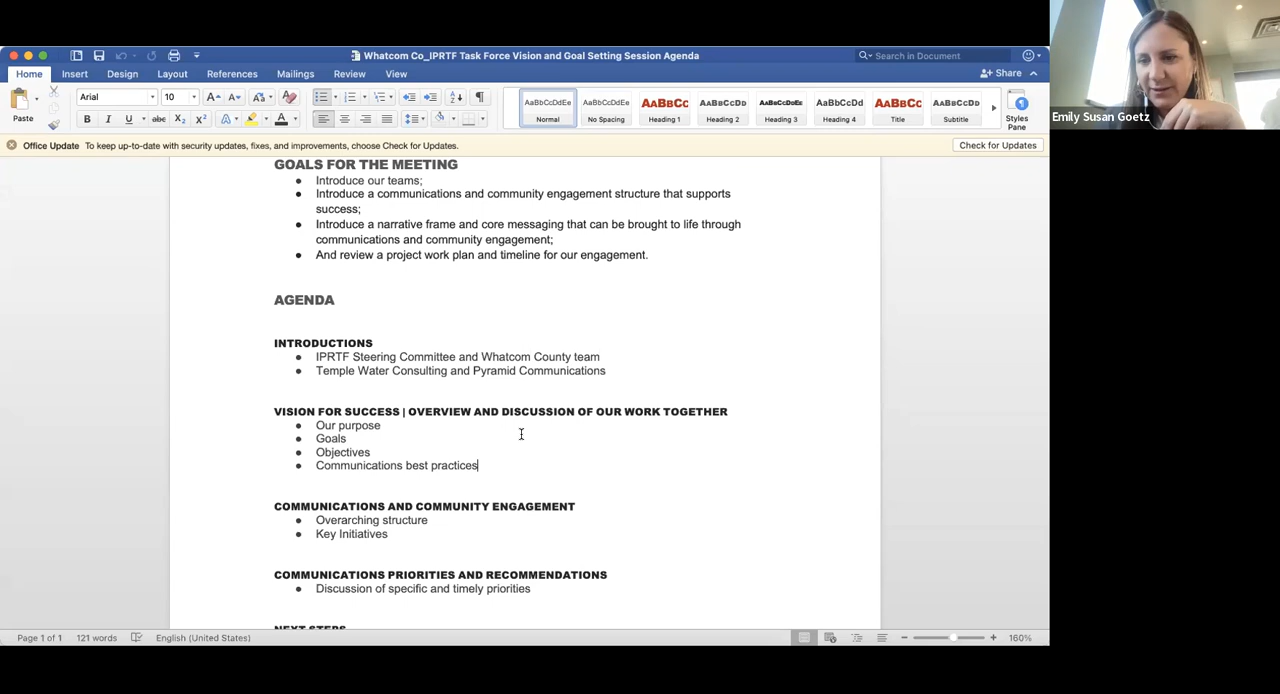 Whatcom Co_IPRTF Task Force Vision and Goal Setting Session Agenda
Search in Document
Home Insert Design Layout References Mailings Review View
Share
Paste
Arial 10
B I U abc X₂ X²
AaBbCcDdEe AaBbCcDdEe AaBbCc AaBbCcDd AaBbCcDdEe AaBbCcDd AaBbCc AaBbCcDdEe
Normal No Spacing Heading 1 Heading 2 Heading 3 Heading 4 Title Subtitle
Styles
Pane
Office Update To keep up-to-date with security updates, fixes, and improvements, choose Check for Updates.
Check for Updates
Emily Susan Goetz
GOALS FOR THE MEETING
● Introduce our teams;
● Introduce a communications and community engagement structure that supports
success;
● Introduce a narrative frame and core messaging that can be brought to life through
communications and community engagement;
● And review a project work plan and timeline for our engagement.
AGENDA
INTRODUCTIONS
● IPRTF Steering Committee and Whatcom County team
● Temple Water Consulting and Pyramid Communications
VISION FOR SUCCESS | OVERVIEW AND DISCUSSION OF OUR WORK TOGETHER
● Our purpose
● Goals
● Objectives
● Communications best practices
COMMUNICATIONS AND COMMUNITY ENGAGEMENT
● Overarching structure
● Key Initiatives
COMMUNICATIONS PRIORITIES AND RECOMMENDATIONS
● Discussion of specific and timely priorities
NEXT STEPS
Page 1 of 1 121 words English (United States)
160%